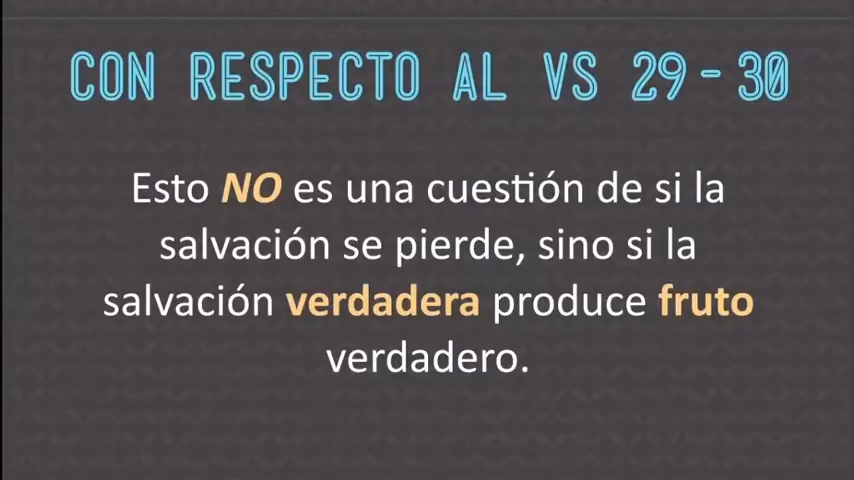 CON RESPECTO AL VS 29-30
Esto NO es una cuestión de si la
salvación se pierde, sino si la
salvación verdadera produce fruto
verdadero.